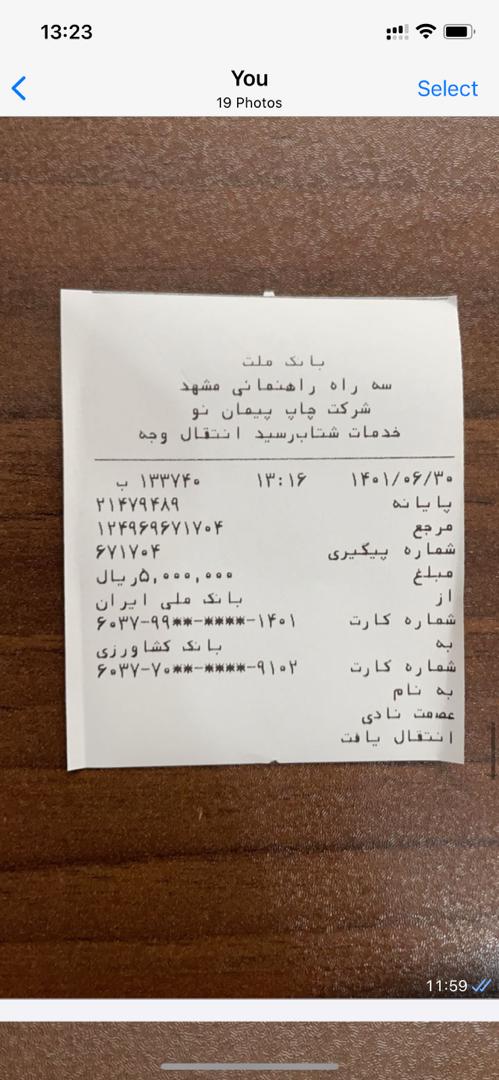 13:23
You
19 Photos
Select
بانک ملت
سه راه راهنمائی مشهد
شرکت چاپ پیمان نو
خدمات شتاب‌رسید انتقال وجه
۱۴۰۱/۰۶/۳۰ ۱۳:۱۶ ۱۳۳۷۴۰ ب
پایانه ۲۱۴۷۹۴۸۹
مرجع ۱۲۴۹۶۹۶۷۱۷۰۴
شماره پیگیری ۶۷۱۷۰۴
مبلغ ۵,۰۰۰,۰۰۰ریال
از بانک ملی ایران
شماره کارت ۶۰۳۷-۹۹**-****-۱۴۰۱
به بانک کشاورزی
شماره کارت ۶۰۳۷-۷۰**-****-۹۱۰۲
به نام
عصمت نادی
انتقال یافت
11:59